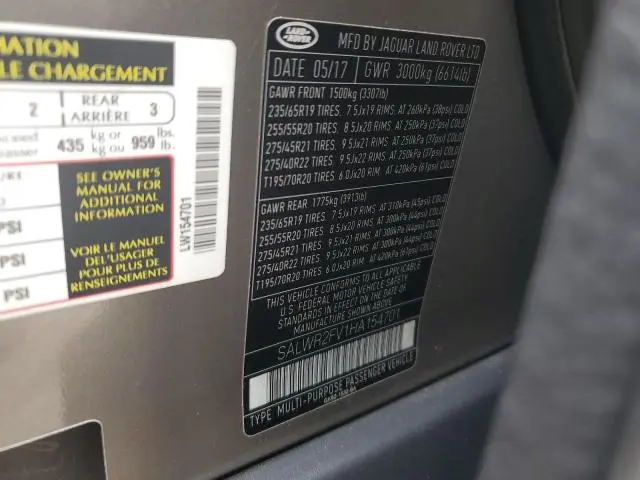 MATION
LE CHARGEMENT
2 REAR ARRIÈRE 3
435 kg or kg ou 959 lbs. lb.
SEE OWNER'S
MANUAL FOR
ADDITIONAL
INFORMATION
VOIR LE MANUEL
DEL'USAGER
POUR PLUS DE
RENSEIGNEMENTS
PSI
PSI
PSI
LW154701
LAND ROVER
MFD BY JAGUAR LAND ROVER LTD
DATE 05/17 GWR 3000kg (6614lb)
GAWR FRONT 1500kg (3307lb)
235/65R19 TIRES. 7.5Jx19 RIMS. AT 260kPa (38psi) COLD
255/55R20 TIRES. 8.5Jx20 RIMS. AT 250kPa (37psi) COLD
275/45R21 TIRES. 9.5Jx21 RIMS. AT 250kPa (37psi) COLD
275/40R22 TIRES. 9.5Jx22 RIMS. AT 250kPa (37psi) COLD
T195/70R20 TIRES 6.0Jx20 RIM. AT 420kPa (61psi) COLD
GAWR REAR 1775kg (3913lb)
235/65R19 TIRES. 7.5Jx19 RIMS. AT 310kPa (45psi) COLD
255/55R20 TIRES. 8.5Jx20 RIMS. AT 300kPa (44psi) COLD
275/45R21 TIRES. 9.5Jx21 RIMS. AT 300kPa (44psi) COLD
275/40R22 TIRES. 9.5Jx22 RIMS. AT 300kPa (44psi) COLD
T195/70R20 TIRES 6.0Jx20 RIM. AT 420kPa (61psi) COLD
THIS VEHICLE CONFORMS TO ALL APPLICABLE
U.S. FEDERAL MOTOR VEHICLE SAFETY
STANDARDS IN EFFECT ON THE DATE OF
MANUFACTURE SHOWN ABOVE.
SALWR2FV1HA154701
TYPE MULTI-PURPOSE PASSENGER VEHICLE